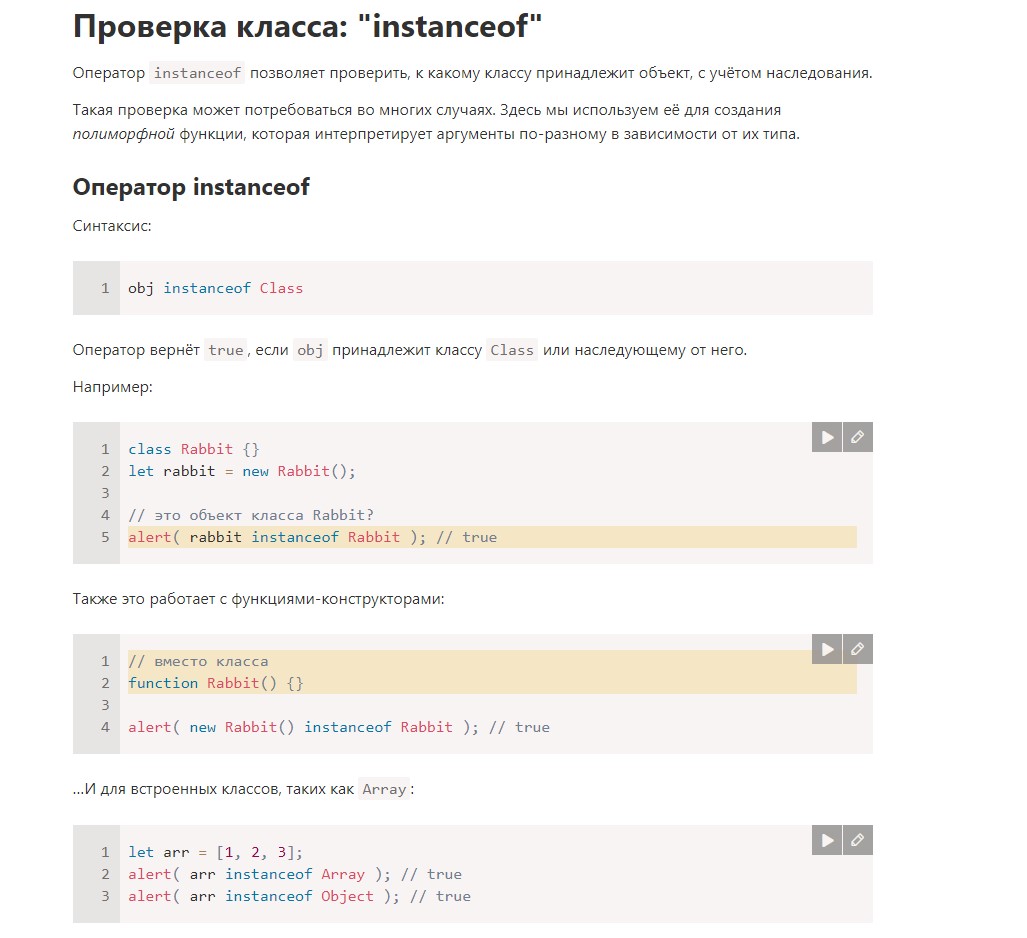 Проверка класса: "instanceof"
Оператор instanceof позволяет проверить, к какому классу принадлежит объект, с учётом наследования.
Такая проверка может потребоваться во многих случаях. Здесь мы используем её для создания
полиморфной функции, которая интерпретирует аргументы по-разному в зависимости от их типа.
Оператор instanceof
Синтаксис:
1 obj instanceof Class
Оператор вернёт true, если obj принадлежит классу Class или наследующему от него.
Например:
1 class Rabbit {}
2 let rabbit = new Rabbit();
3
4 // это объект класса Rabbit?
5 alert( rabbit instanceof Rabbit ); // true
Также это работает с функциями-конструкторами:
1 // вместо класса
2 function Rabbit() {}
3
4 alert( new Rabbit() instanceof Rabbit ); // true
...И для встроенных классов, таких как Array:
1 let arr = [1, 2, 3];
2 alert( arr instanceof Array ); // true
3 alert( arr instanceof Object ); // true